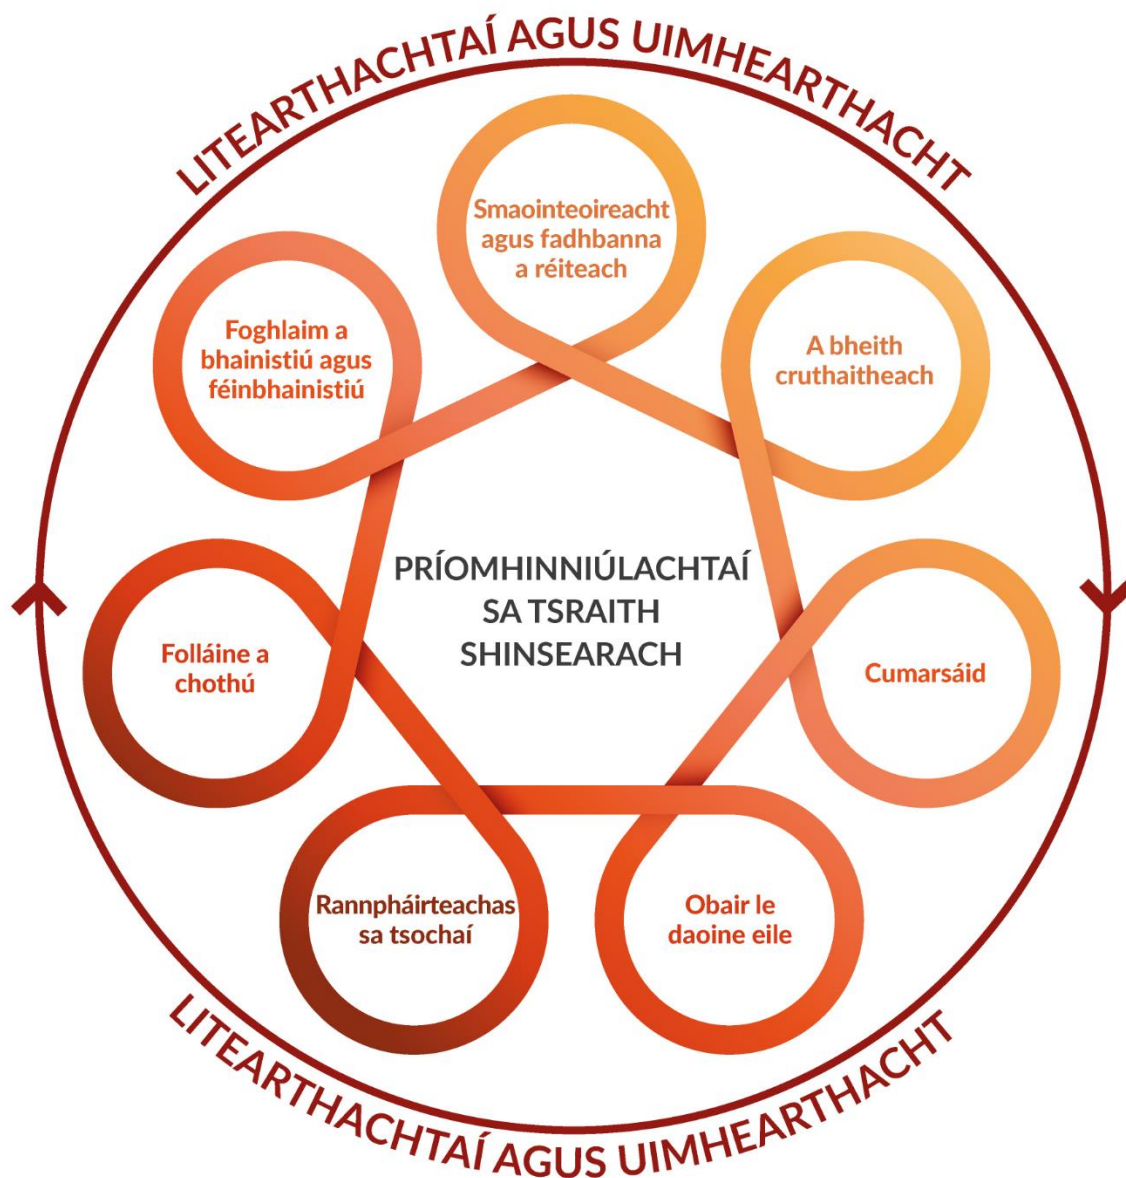 LITEARTHACHTAÍ AGUS UIMHEARTHACHT
Smaointeoireacht
agus fadhbanna
a réiteach
A bheith
cruthaitheach
Cumarsáid
Obair le
daoine eile
Rannpháirteachas
sa tsochaí
Folláine a
chothú
Foghlaim a
bhainistiú agus
féinbhainistiú
PRÍOMHINNIÚLACHTAÍ
SA TSRAITH
SHINSEARACH
LITEARTHACHTAÍ AGUS UIMHEARTHACHT